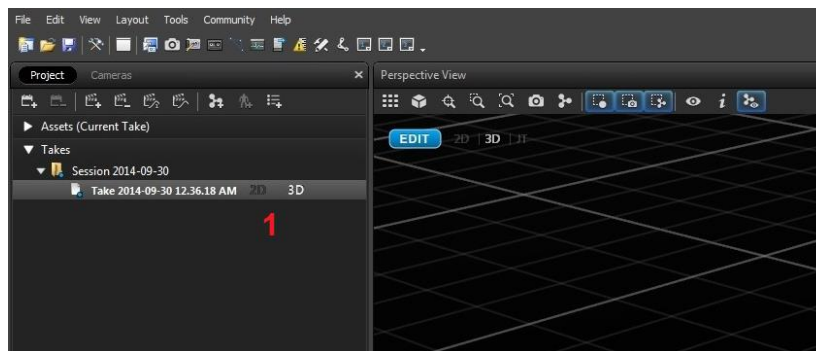 File Edit View Layout Tools Community Help
Project Cameras
Perspective View
Assets (Current Take)
EDIT 2D | 3D | JT
Takes
Session 2014-09-30
Take 2014-09-30 12.36.18 AM 2D 3D
1